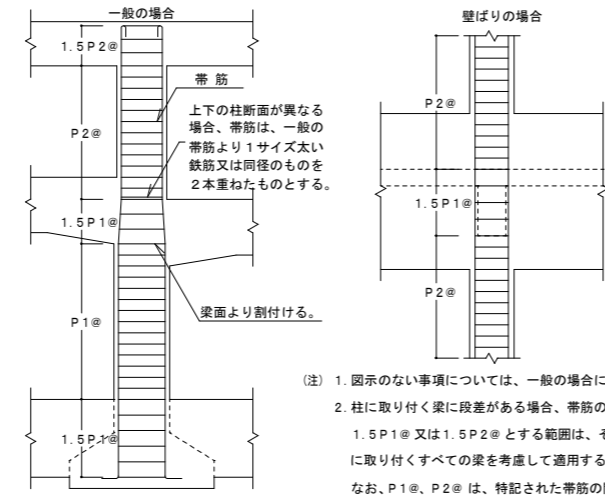 一般の場合
1.5P2@
P2@
1.5P1@
P1@
1.5P1@
帯 筋
上下の柱断面が異なる
場合、帯筋は、一般の
帯筋より1サイズ太い
鉄筋又は同径のものを
2本重ねたものとする。
梁面より割付ける。
壁ばりの場合
P2@
1.5P1@
P2@
(注) 1. 図示のない事項については、一般の場合に
2. 柱に取り付く梁に段差がある場合、帯筋の
1.5P1@又は1.5P2@とする範囲は、そ
に取り付くすべての梁を考慮して適用する
なお、P1@、P2@は、特記された帯筋の